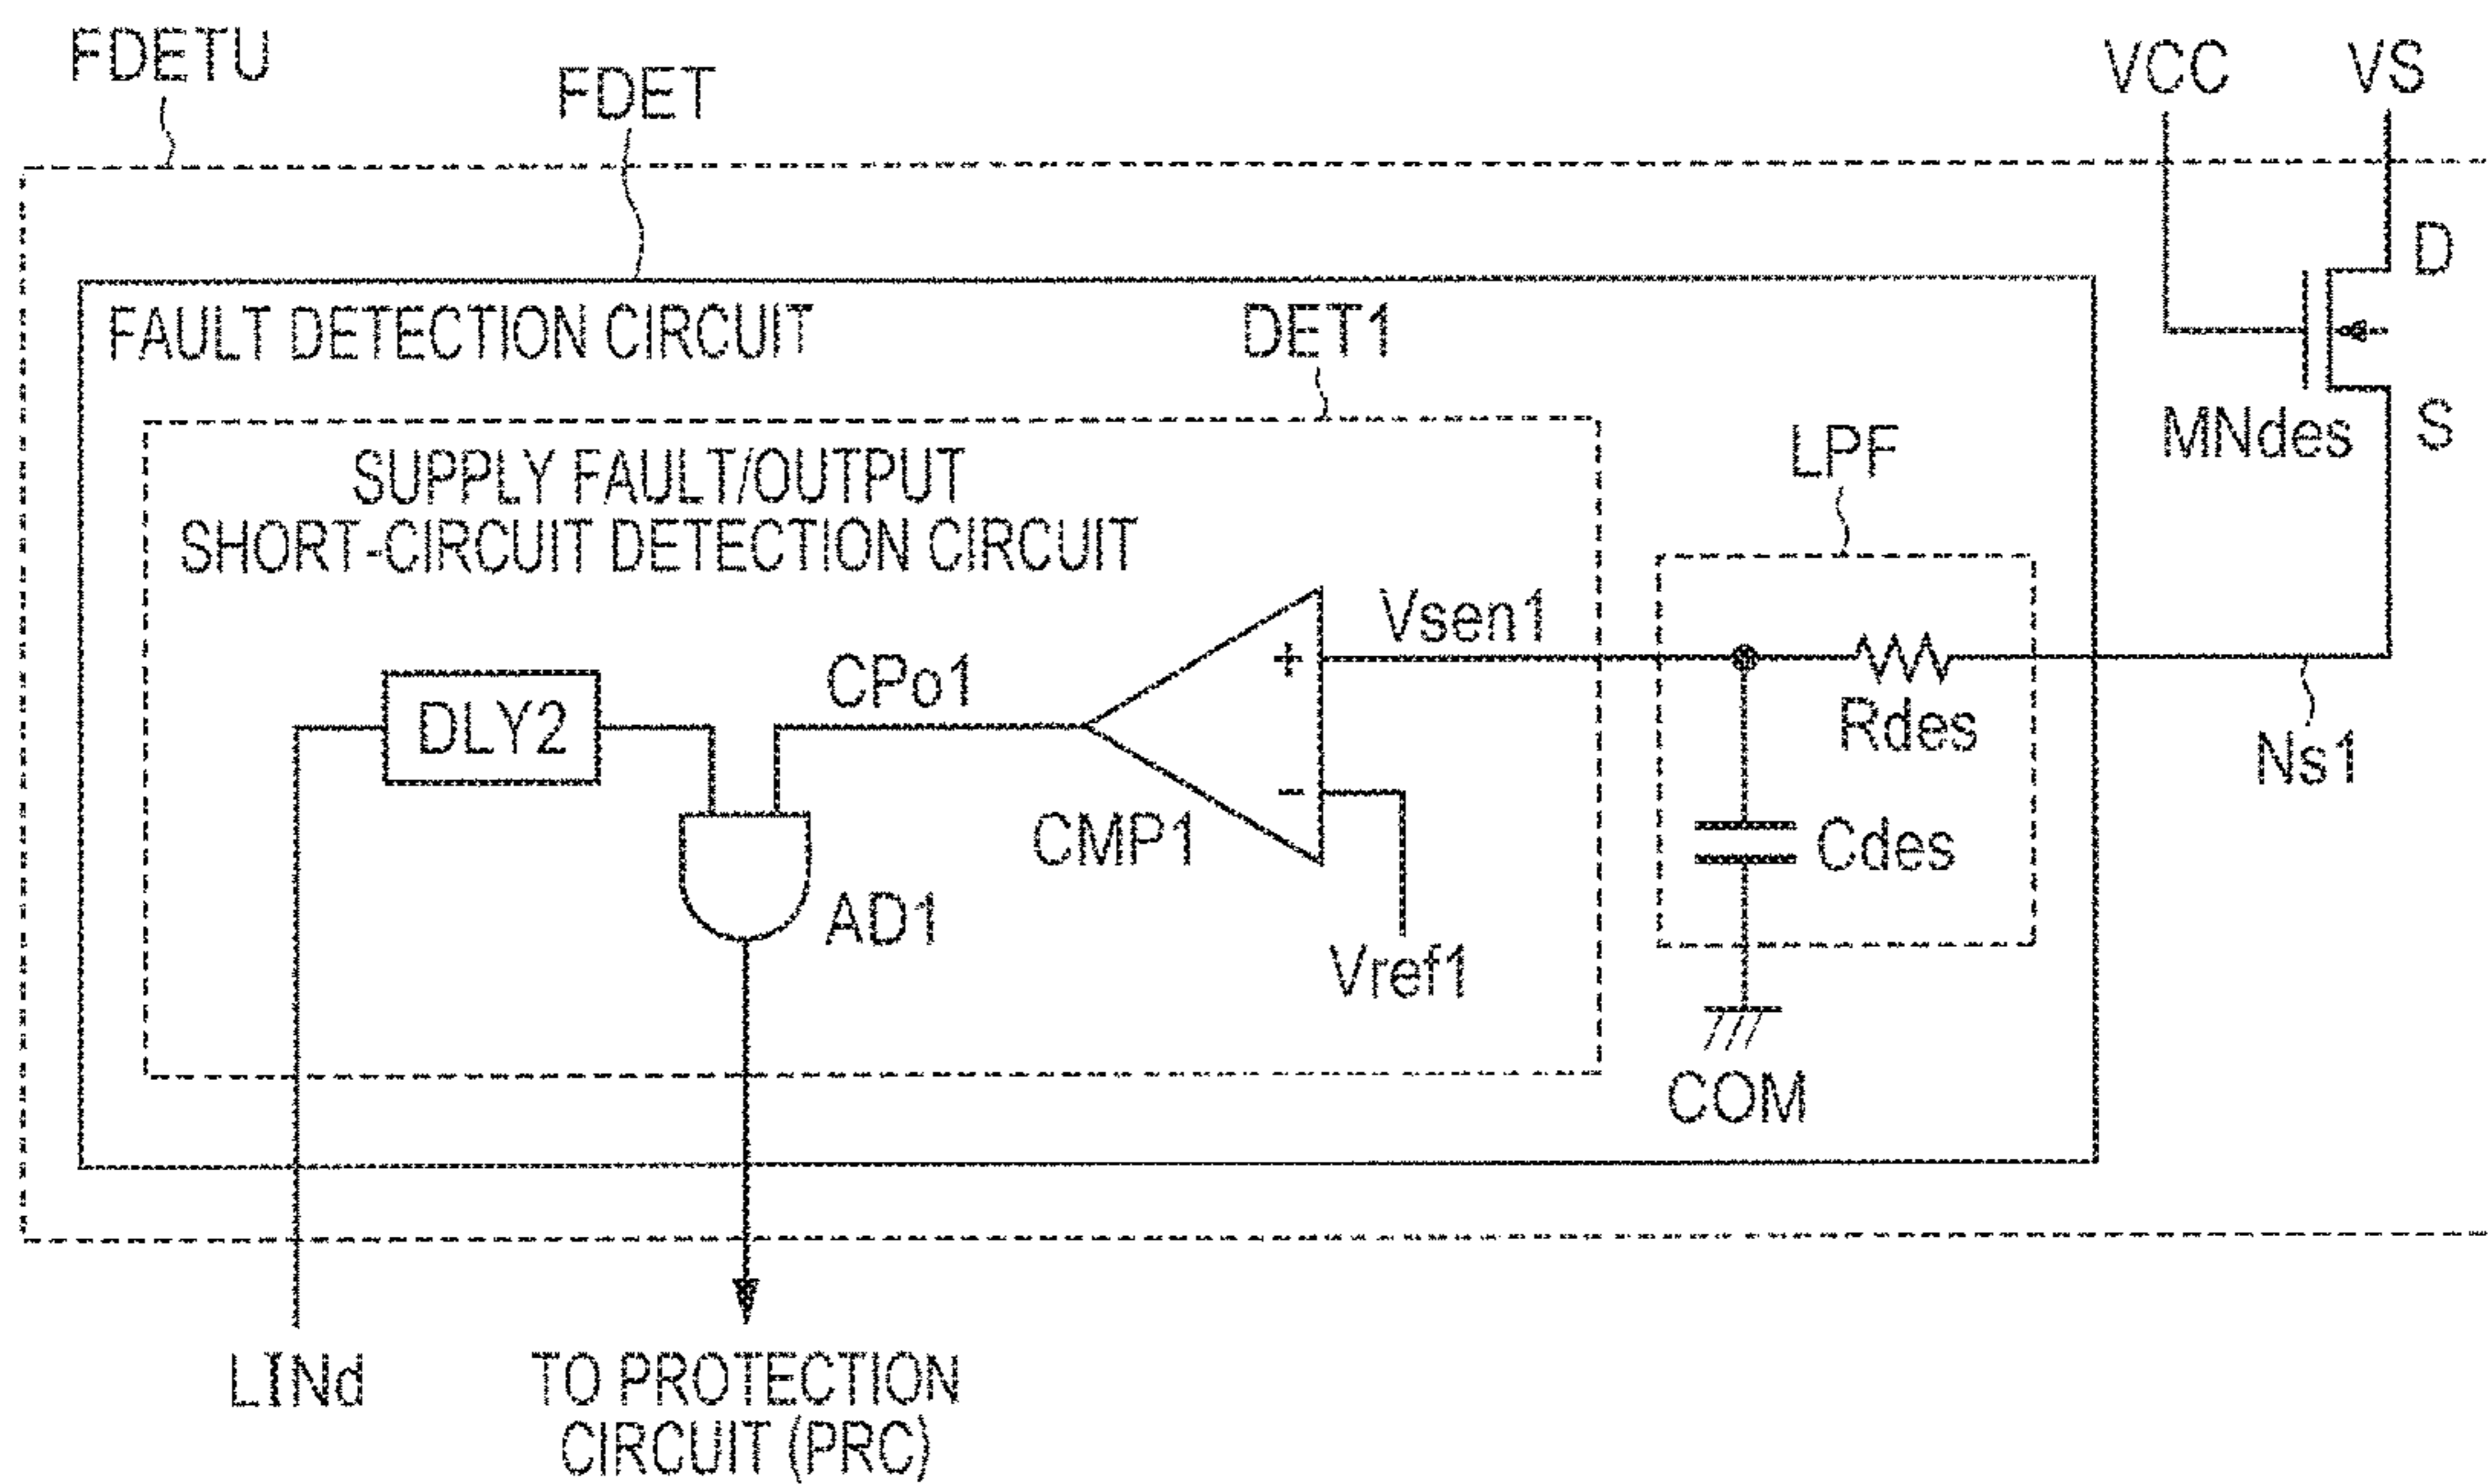 FDETU
FDET
VCC
VS
D
FAULT DETECTION CIRCUIT
DET1
MNdes
S
LPF
SUPPLY FAULT/OUTPUT
SHORT-CIRCUIT DETECTION CIRCUIT
Vsen1
+
CPo1
DLY2
Rdes
Ns1
-
CMP1
Cdes
AD1
Vref1
COM
LINd
TO PROTECTION
CIRCUIT (PRC)